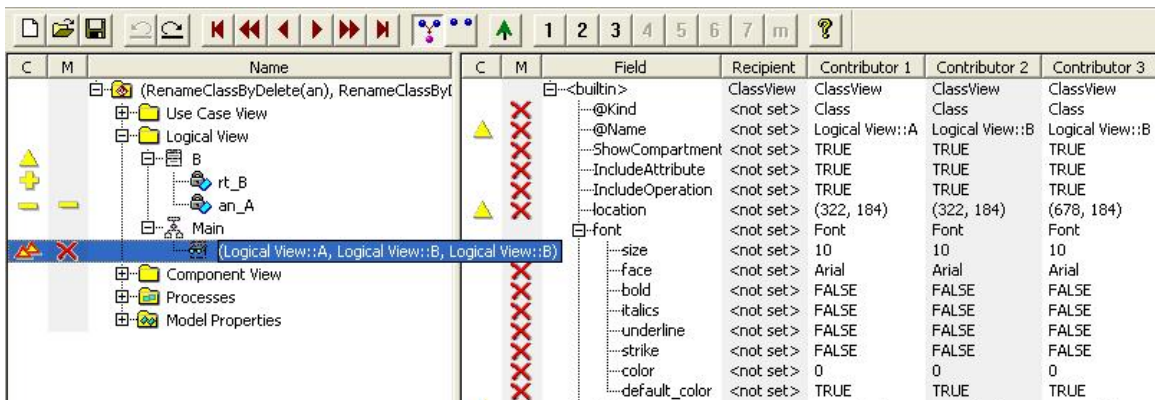 1 2 3 4 5 6 7 m
C M Name
(RenameClassByDelete(an), RenameClassBy
Use Case View
Logical View
B
rt_B
an_A
Main
(Logical View::A, Logical View::B, Logical View::B)
Component View
Processes
Model Properties
C M Field Recipient Contributor 1 Contributor 2 Contributor 3
<builtin> ClassView ClassView ClassView ClassView
@Kind <not set> Class Class Class
@Name <not set> Logical View::A Logical View::B Logical View::B
ShowCompartment <not set> TRUE TRUE TRUE
IncludeAttribute <not set> TRUE TRUE TRUE
IncludeOperation <not set> TRUE TRUE TRUE
location <not set> (322, 184) (322, 184) (678, 184)
font <not set> Font Font Font
size <not set> 10 10 10
face <not set> Arial Arial Arial
bold <not set> FALSE FALSE FALSE
italics <not set> FALSE FALSE FALSE
underline <not set> FALSE FALSE FALSE
strike <not set> FALSE FALSE FALSE
color <not set> 0 0 0
default_color <not set> TRUE TRUE TRUE